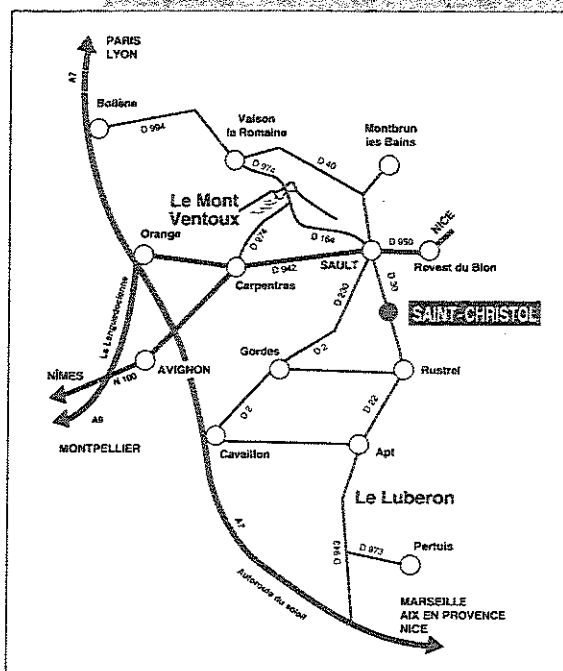 PARIS
LYON
A7
Bollène
D 994
Vaison
la Romaine
Montbrun
les Bains
D 40
D 974
Le Mont
Ventoux
D 974
D 164
NICE
Orange
D 942
SAULT
D 950
Revest du Bion
Carpentras
D 30
D 230
SAINT-CHRISTOL
La Languedocienne
Gordes
D 2
Rustrel
AVIGNON
NÎMES
N 100
A9
D 2
D 22
MONTPELLIER
Cavaillon
Apt
Le Luberon
A7
D 943
D 973
Pertuis
Autoroute du soleil
MARSEILLE
AIX EN PROVENCE
NICE